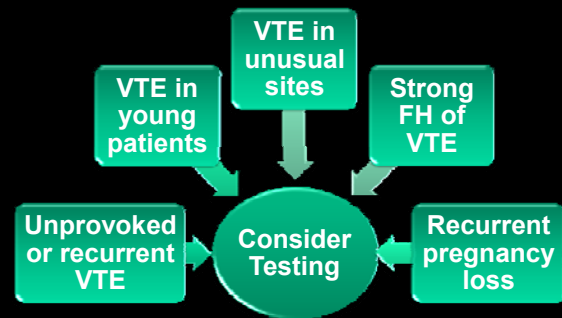 VTE in
unusual
sites
VTE in
young
patients
Strong
FH of
VTE
Unprovoked
or recurrent
VTE
Consider
Testing
Recurrent
pregnancy
loss